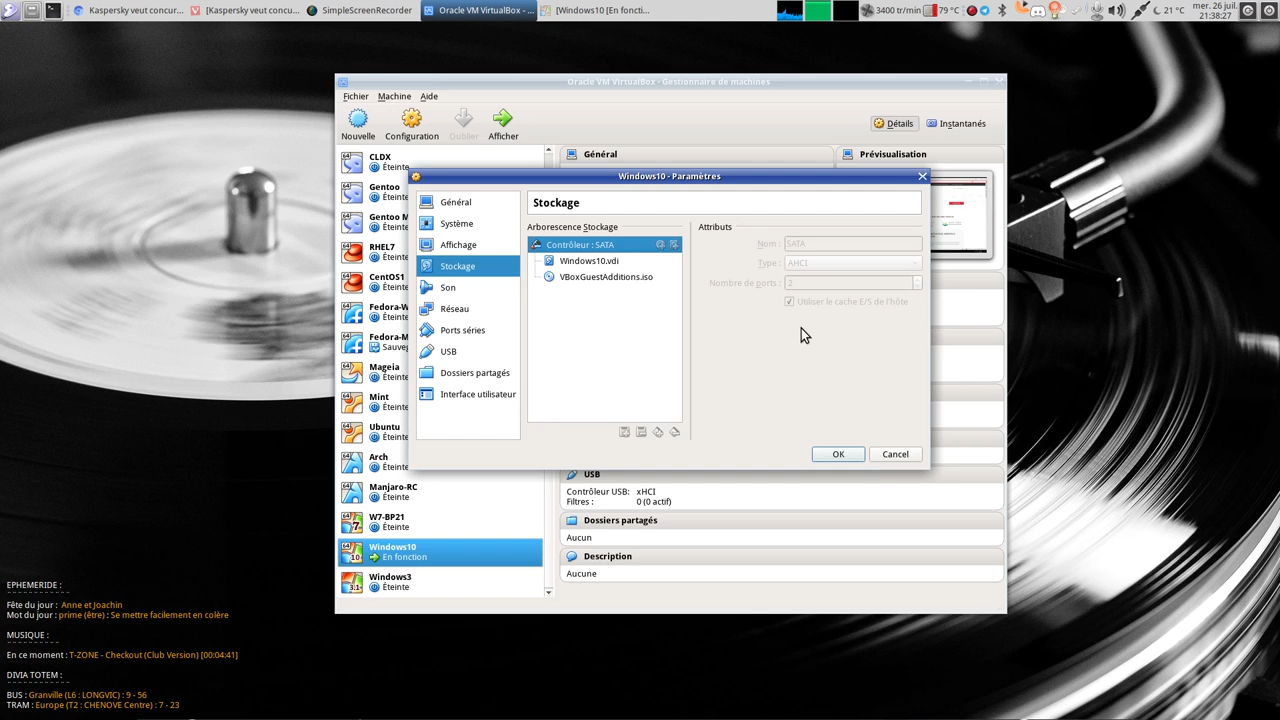 Kaspersky veut concur...
[Kaspersky veut concu...
SimpleScreenRecorder
Oracle VM VirtualBox - ...
[Windows10 [En foncti...
3400 tr/min
79 °C
21 °C
mer. 26 juil.
21:38:27
Oracle VM VirtualBox - Gestionnaire de machines
Fichier Machine Aide
Nouvelle Configuration Oublier Afficher
Détails Instantanés
CLDX
Éteinte
Gentoo
Éteinte
Gentoo M
Éteinte
RHEL7
Éteinte
CentOS1
Éteinte
Fedora-W
Éteinte
Fedora-M
Sauveg
Mageia
Éteinte
Mint
Éteinte
Ubuntu
Éteinte
Arch
Éteinte
Manjaro-RC
Éteinte
W7-BP21
Éteinte
Windows10
En fonction
Windows3
Éteinte
Général
Prévisualisation
Windows10 - Paramètres
Général
Système
Affichage
Stockage
Son
Réseau
Ports séries
USB
Dossiers partagés
Interface utilisateur
Stockage
Arborescence Stockage
Contrôleur : SATA
Windows10.vdi
VBoxGuestAdditions.iso
Attributs
Nom : SATA
Type : AHCI
Nombre de ports : 2
Utiliser le cache E/S de l'hôte
OK
Cancel
USB
Contrôleur USB: xHCI
Filtres : 0 (0 actif)
Dossiers partagés
Aucun
Description
Aucune
EPHEMERIDE :
Fête du jour : Anne et Joachin
Mot du jour : prime (être) : Se mettre facilement en colère
MUSIQUE :
En ce moment : T-ZONE - Checkout (Club Version) [00:04:41]
DIVIA TOTEM :
BUS : Granville (L6 : LONGVIC) : 9 - 56
TRAM : Europe (T2 : CHENOVE Centre) : 7 - 23